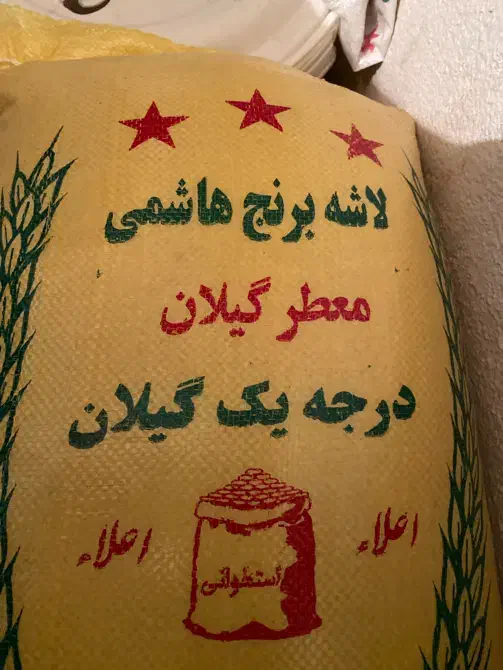 لاشه برنج هاشمی
معطر گیلان
درجه یک گیلان
اعلاء
اعلاء
استخوانی